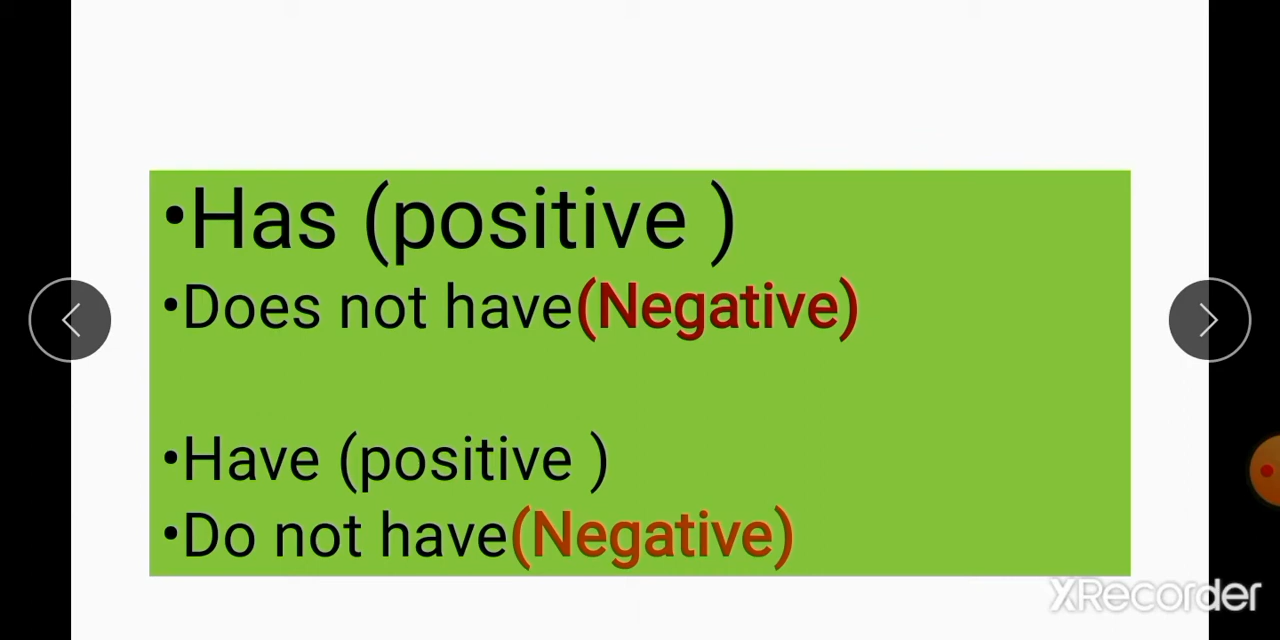 •Has (positive )
•Does not have(Negative)
•Have (positive )
•Do not have(Negative)
XRecorder